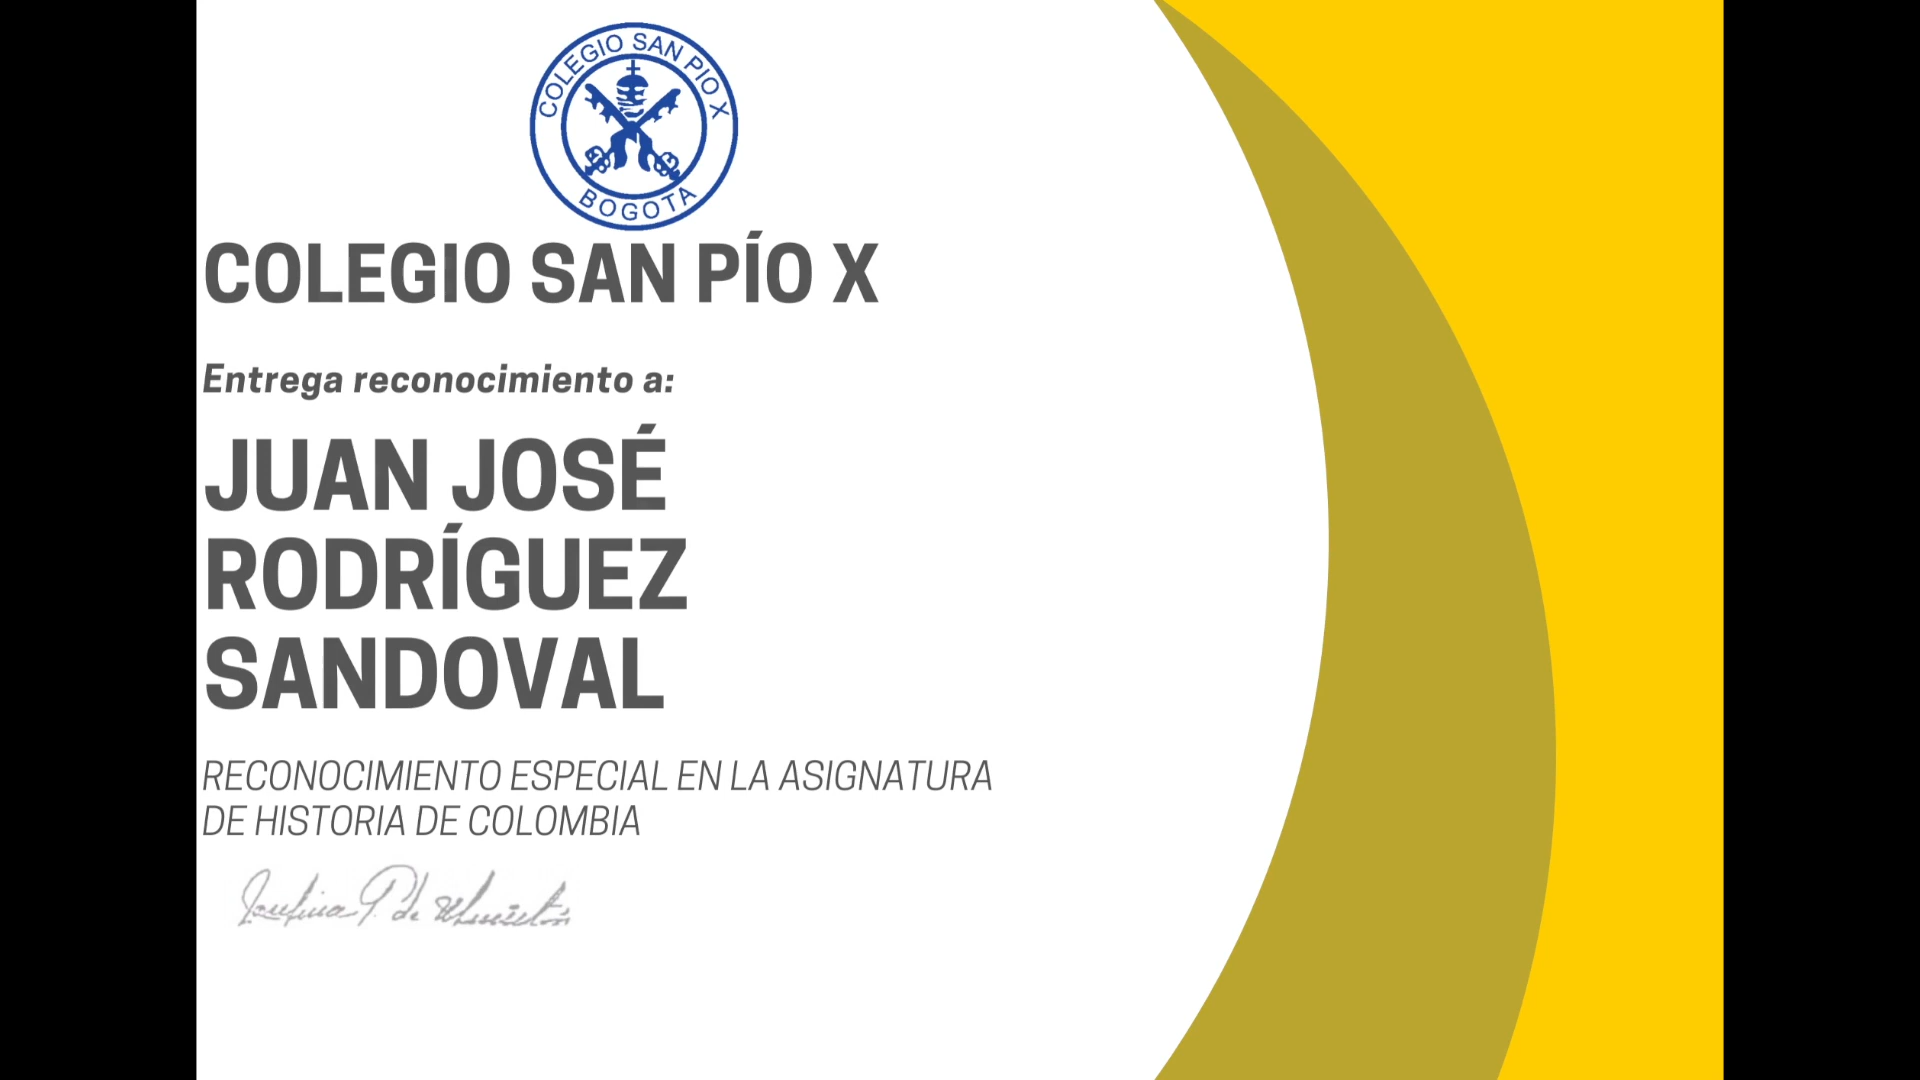 COLEGIO SAN PIO X
BOGOTA
COLEGIO SAN PÍO X
Entrega reconocimiento a:
JUAN JOSÉ
RODRÍGUEZ
SANDOVAL
RECONOCIMIENTO ESPECIAL EN LA ASIGNATURA
DE HISTORIA DE COLOMBIA